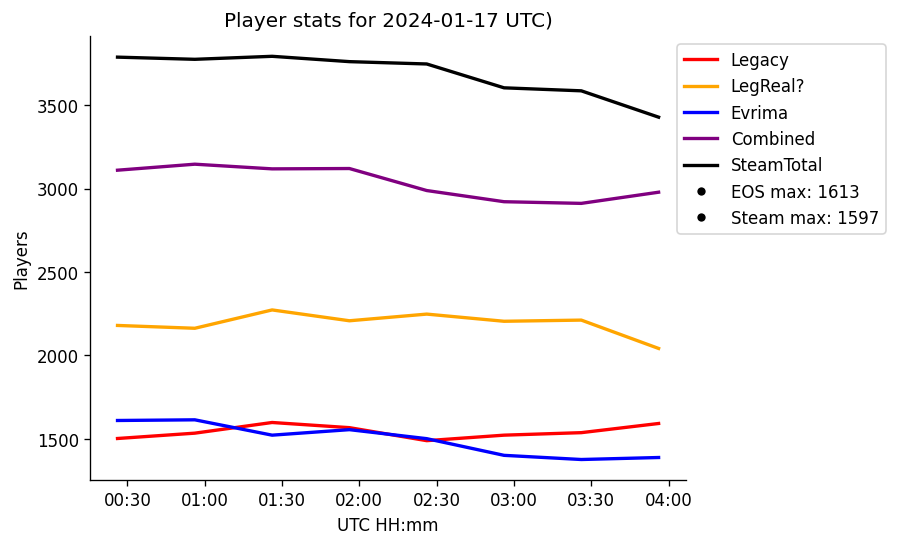 Player stats for 2024-01-17 UTC)
Legacy
LegReal?
Evrima
Combined
SteamTotal
EOS max: 1613
Steam max: 1597
Players
3500
3000
2500
2000
1500
00:30 01:00 01:30 02:00 02:30 03:00 03:30 04:00
UTC HH:mm